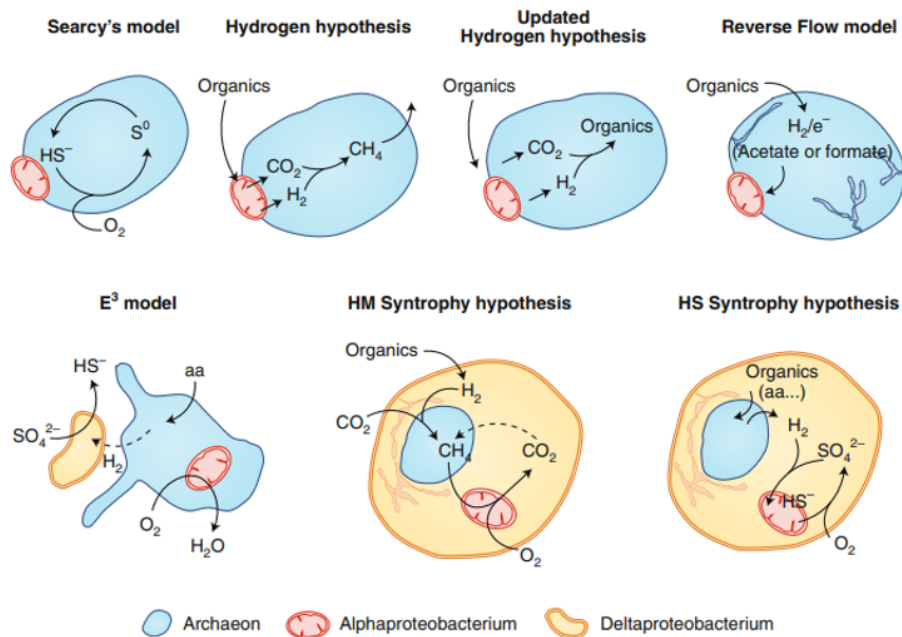 Searcy's model
Hydrogen hypothesis
Updated
Hydrogen hypothesis
Reverse Flow model
HS⁻
S⁰
O₂
Organics
CO₂
H₂
CH₄
Organics
CO₂
H₂
Organics
Organics
H₂/e⁻
(Acetate or formate)
E³ model
HM Syntrophy hypothesis
HS Syntrophy hypothesis
HS⁻
aa
SO₄²⁻
H₂
O₂
H₂O
Organics
H₂
CO₂
CH₄
CO₂
O₂
Organics
(aa...)
H₂
SO₄²⁻
HS⁻
O₂
Archaeon
Alphaproteobacterium
Deltaproteobacterium